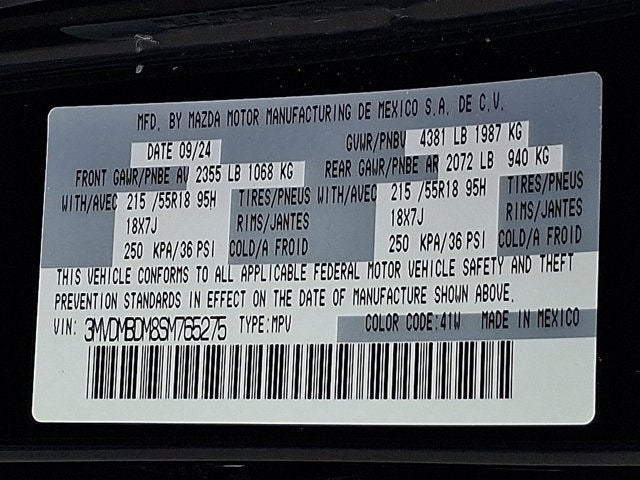 MFD. BY MAZDA MOTOR MANUFACTURING DE MEXICO S.A. DE C.V.
DATE 09/24 GVWR/PNBV 4381 LB 1987 KG
FRONT GAWR/PNBE AV 2355 LB 1068 KG REAR GAWR/PNBE AR 2072 LB 940 KG
WITH/AVEC 215 /55R18 95H TIRES/PNEUS WITH/AVEC 215 /55R18 95H TIRES/PNEUS
18X7J RIMS/JANTES 18X7J RIMS/JANTES
250 KPA/36 PSI COLD/A FROID 250 KPA/36 PSI COLD/A FROID
THIS VEHICLE CONFORMS TO ALL APPLICABLE FEDERAL MOTOR VEHICLE SAFETY AND THEFT
PREVENTION STANDARDS IN EFFECT ON THE DATE OF MANUFACTURE SHOWN ABOVE.
VIN: 3MVDMBDM8SM765275 TYPE:MPV COLOR CODE:41W MADE IN MEXICO